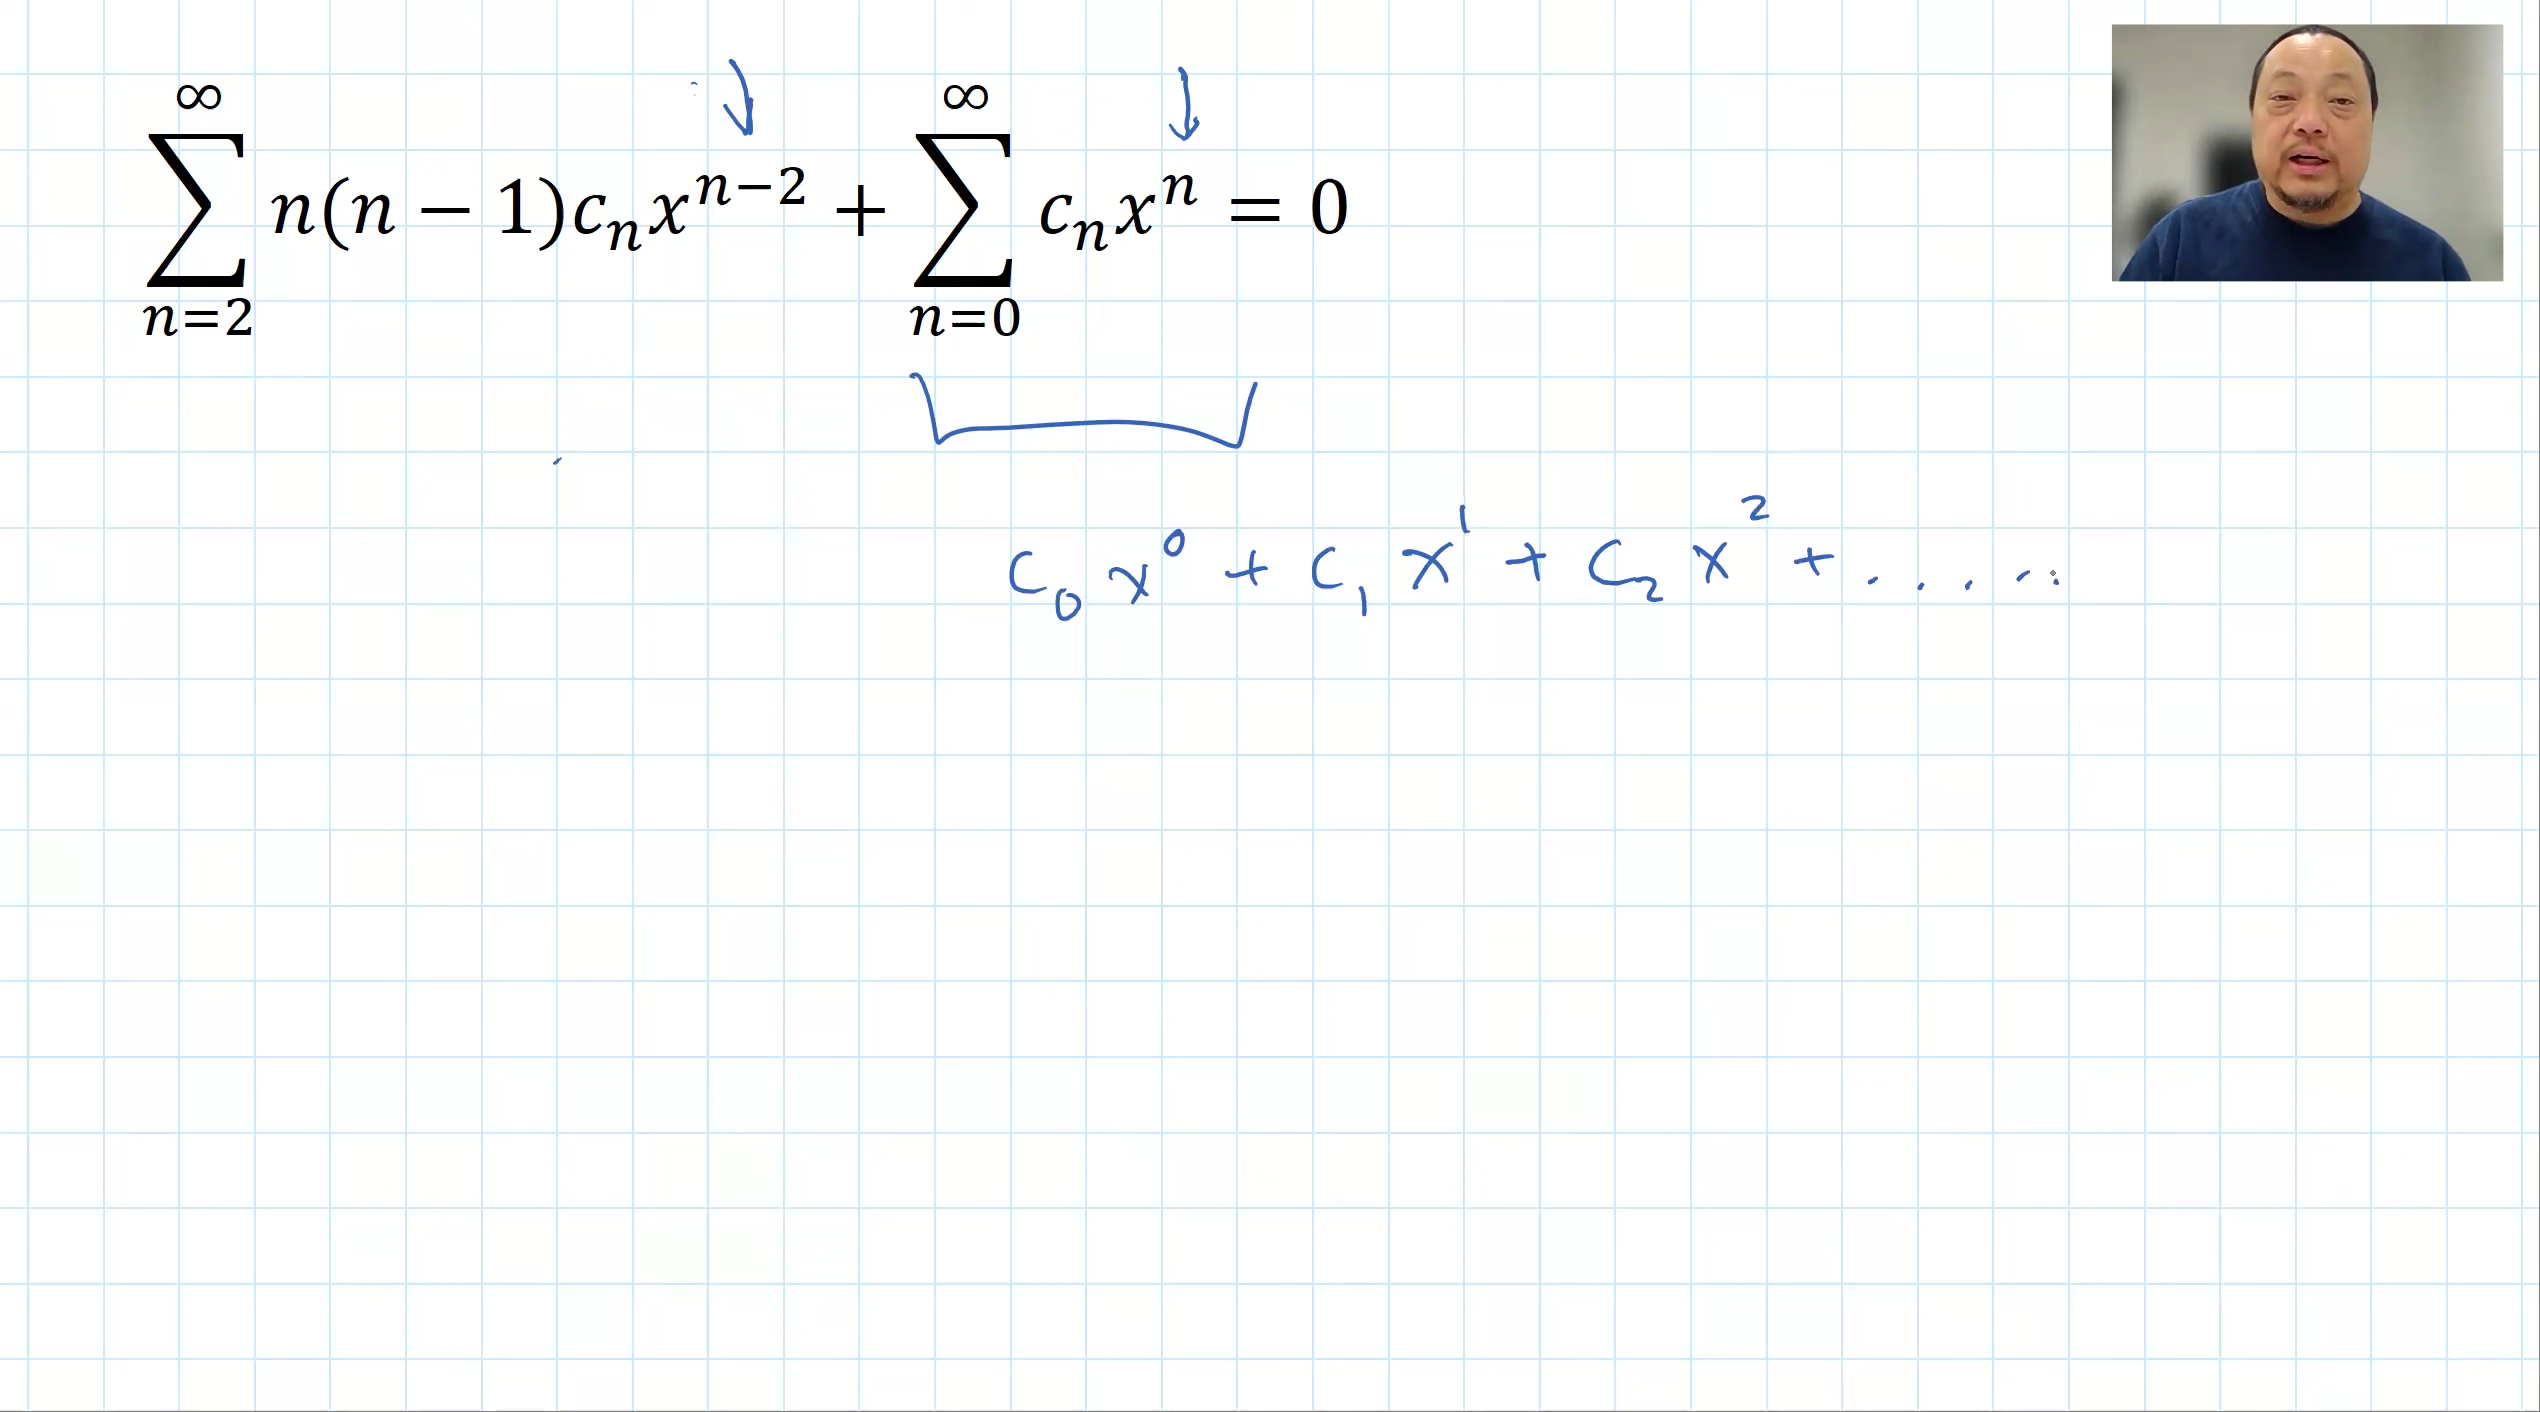 ∑_{n=2}^{∞} n(n − 1)c_n x^{n−2} + ∑_{n=0}^{∞} c_n x^n = 0
C_0 x^0 + C_1 x^1 + C_2 x^2 + .....